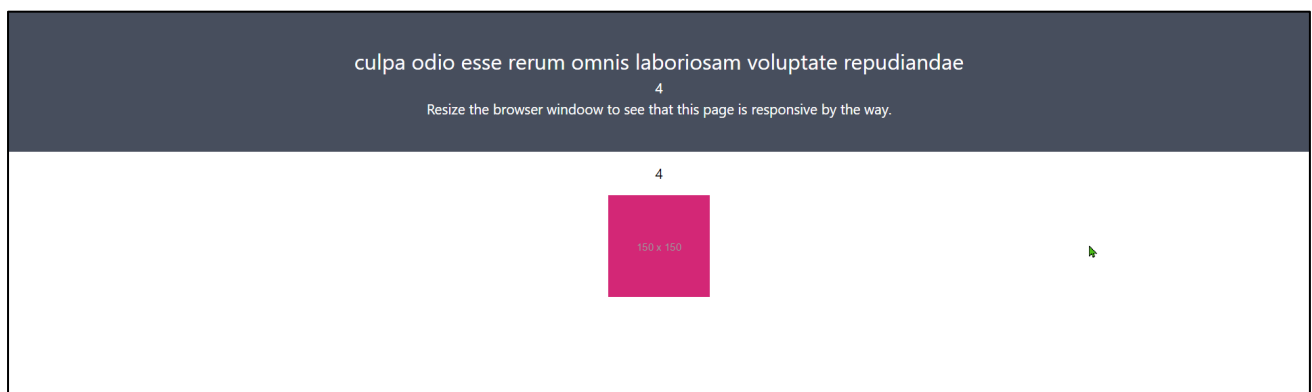 culpa odio esse rerum omnis laboriosam voluptate repudiandae
4
Resize the browser windoow to see that this page is responsive by the way.
4
150 x 150